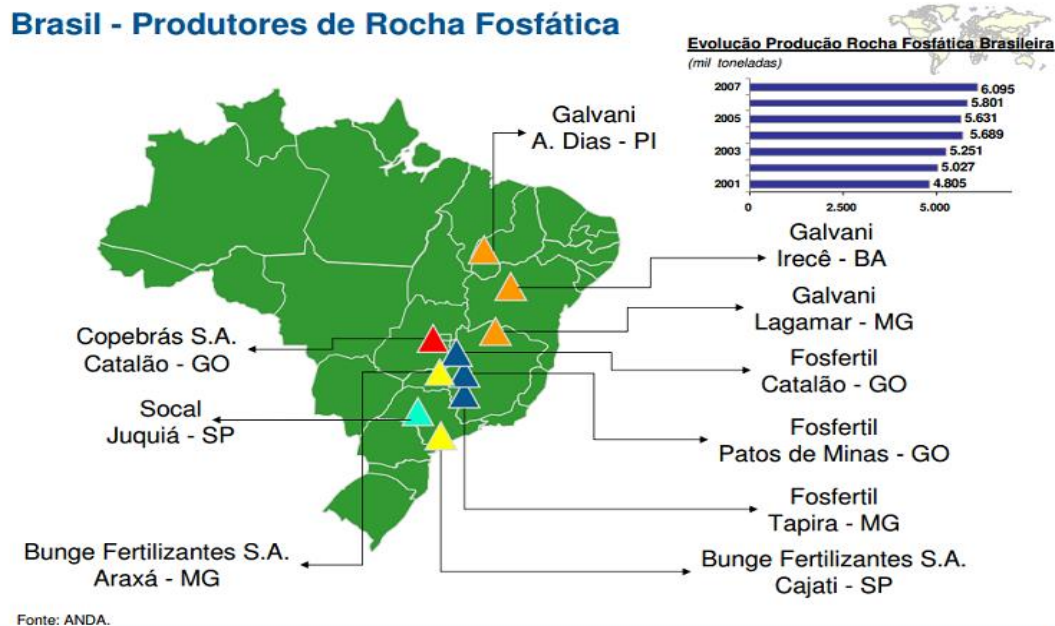 Brasil - Produtores de Rocha Fosfática
Evolução Produção Rocha Fosfática Brasileira
(mil toneladas)
2007
6.095
5.801
2005
5.631
5.689
2003
5.251
5.027
2001
4.805
0
2.500
5.000
Galvani
A. Dias - PI
Galvani
Irecê - BA
Galvani
Lagamar - MG
Copebrás S.A.
Catalão - GO
Fosfertil
Catalão - GO
Socal
Juquiá - SP
Fosfertil
Patos de Minas - GO
Fosfertil
Tapira - MG
Bunge Fertilizantes S.A.
Araxá - MG
Bunge Fertilizantes S.A.
Cajati - SP
Fonte: ANDA.